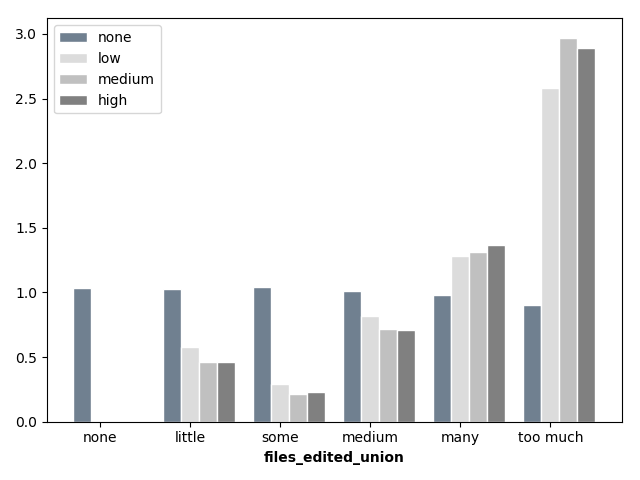 none
low
medium
high
3.0
2.5
2.0
1.5
1.0
0.5
0.0
none little some medium many too much
files_edited_union